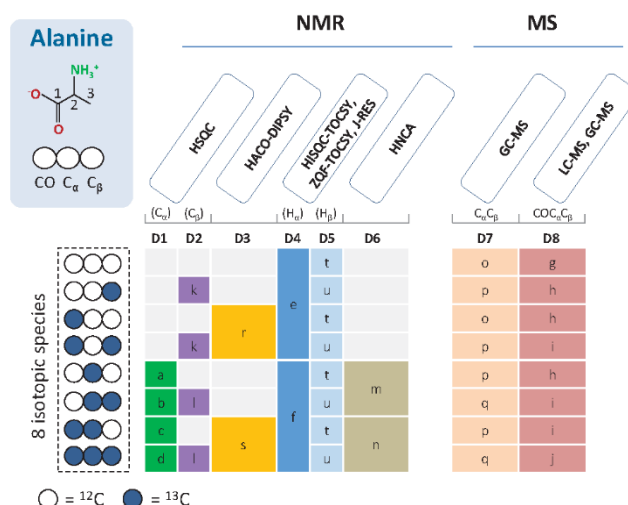 NMR
MS
Alanine
NH₃⁺
⁻O
1
3
2
O
CO Cα Cβ
HSQC
HACO-DIPSY
HISQC-TOCSY,
ZQF-TOCSY, J-RES
HNCA
GC-MS
LC-MS, GC-MS
(Cα) (Cβ) (Hα) (Hβ) CαCβ COCαCβ
D1 D2 D3 D4 D5 D6 D7 D8
8 isotopic species
t o g
k e u p h
r t o h
k u p i
a t m p h
b l f u q i
c s t n p i
d l u q j
= ¹²C = ¹³C